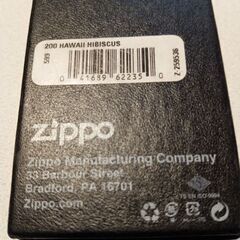 200 HAWAII HIBISCUS
0 41689 62235 0
Z-259536
zippo
Zippo Manufacturing Company
33 Barbour Street
Bradford, PA 16701
Zippo.com